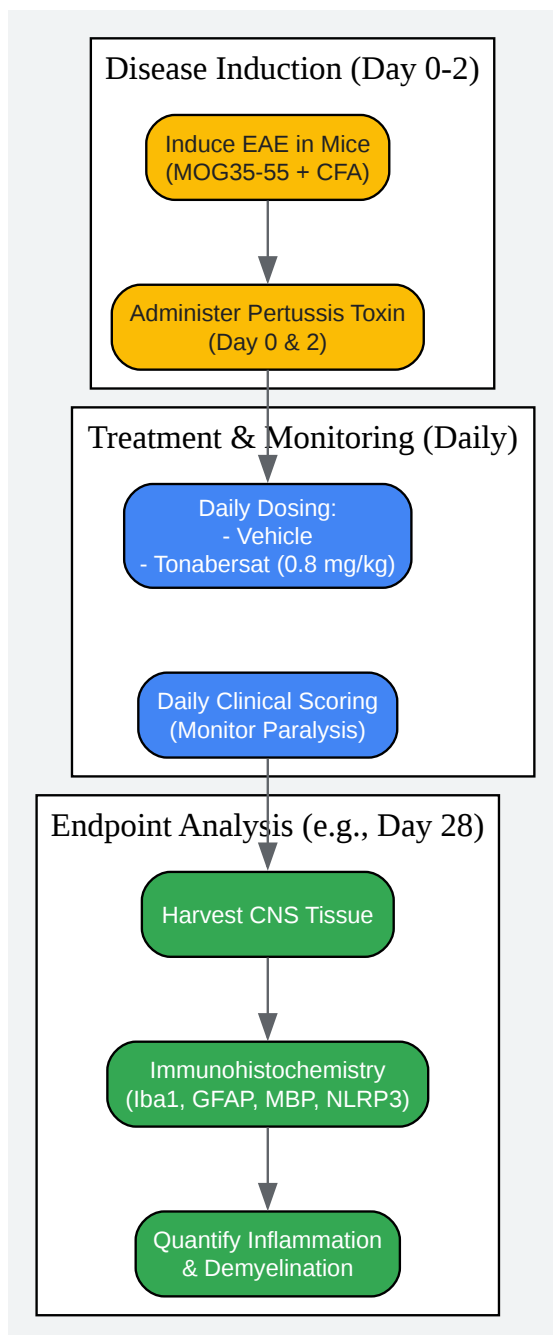 Disease Induction (Day 0-2)
Induce EAE in Mice
(MOG35-55 + CFA)
Administer Pertussis Toxin
(Day 0 & 2)
Treatment & Monitoring (Daily)
Daily Dosing:
- Vehicle
- Tonabersat (0.8 mg/kg)
Daily Clinical Scoring
(Monitor Paralysis)
Endpoint Analysis (e.g., Day 28)
Harvest CNS Tissue
Immunohistochemistry
(Iba1, GFAP, MBP, NLRP3)
Quantify Inflammation
& Demyelination